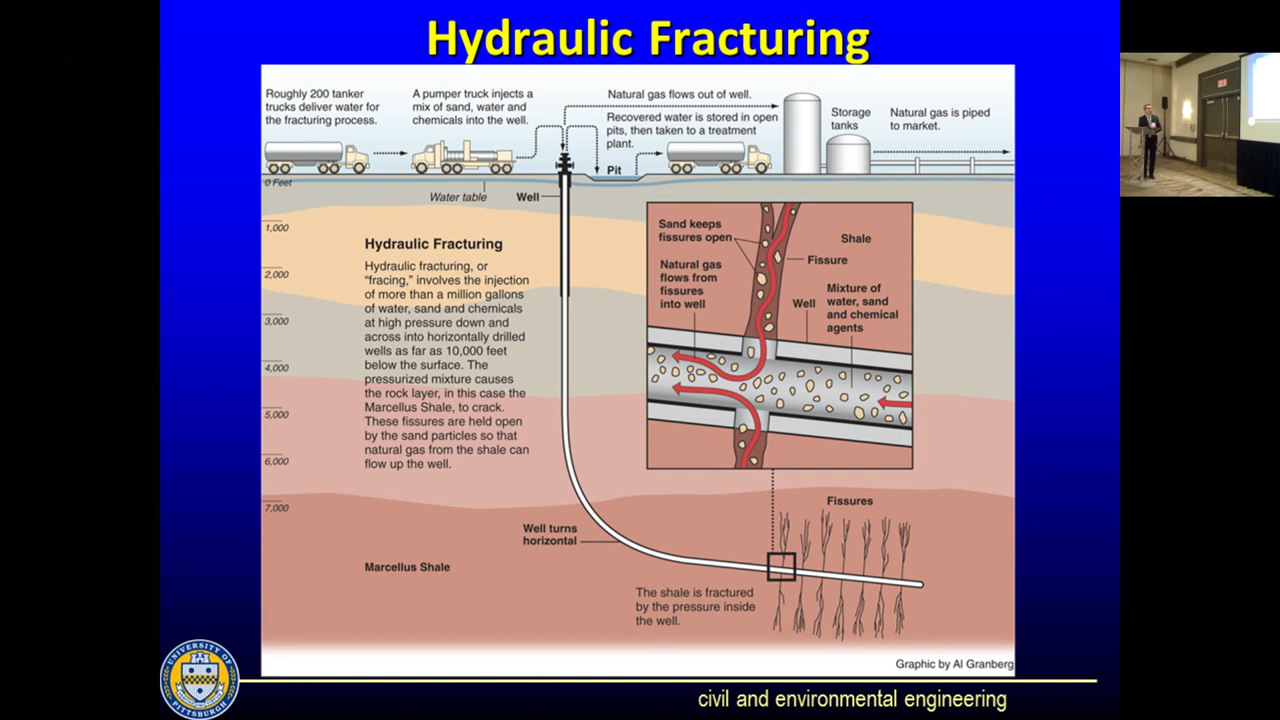 Hydraulic Fracturing
Roughly 200 tanker
trucks deliver water for
the fracturing process.
A pumper truck injects a
mix of sand, water and
chemicals into the well.
Natural gas flows out of well.
Recovered water is stored in open
pits, then taken to a treatment
plant.
Storage
tanks
Natural gas is piped
to market.
Pit
0 Feet
Water table
Well
1,000
2,000
3,000
4,000
5,000
6,000
7,000
Hydraulic Fracturing
Hydraulic fracturing, or
“fracing,” involves the injection
of more than a million gallons
of water, sand and chemicals
at high pressure down and
across into horizontally drilled
wells as far as 10,000 feet
below the surface. The
pressurized mixture causes
the rock layer, in this case the
Marcellus Shale, to crack.
These fissures are held open
by the sand particles so that
natural gas from the shale can
flow up the well.
Sand keeps
fissures open
Shale
Fissure
Natural gas
flows from
fissures
into well
Well
Mixture of
water, sand
and chemical
agents
Fissures
Well turns
horizontal
Marcellus Shale
The shale is fractured
by the pressure inside
the well.
Graphic by Al Granberg
UNIVERSITY OF
PITTSBURGH
civil and environmental engineering